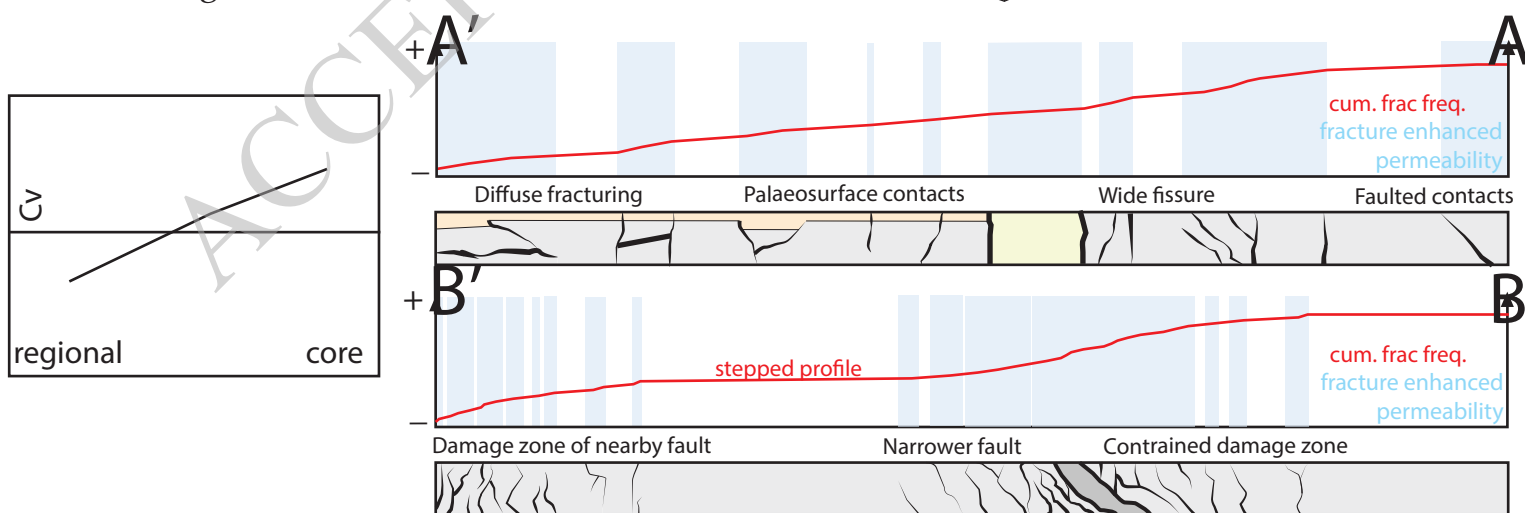 ACCE
Cv
regional core
+ A' A
cum. frac freq.
fracture enhanced
permeability
−
Diffuse fracturing Palaeosurface contacts Wide fissure Faulted contacts
+ B' B
stepped profile
cum. frac freq.
fracture enhanced
permeability
−
Damage zone of nearby fault Narrower fault Contrained damage zone